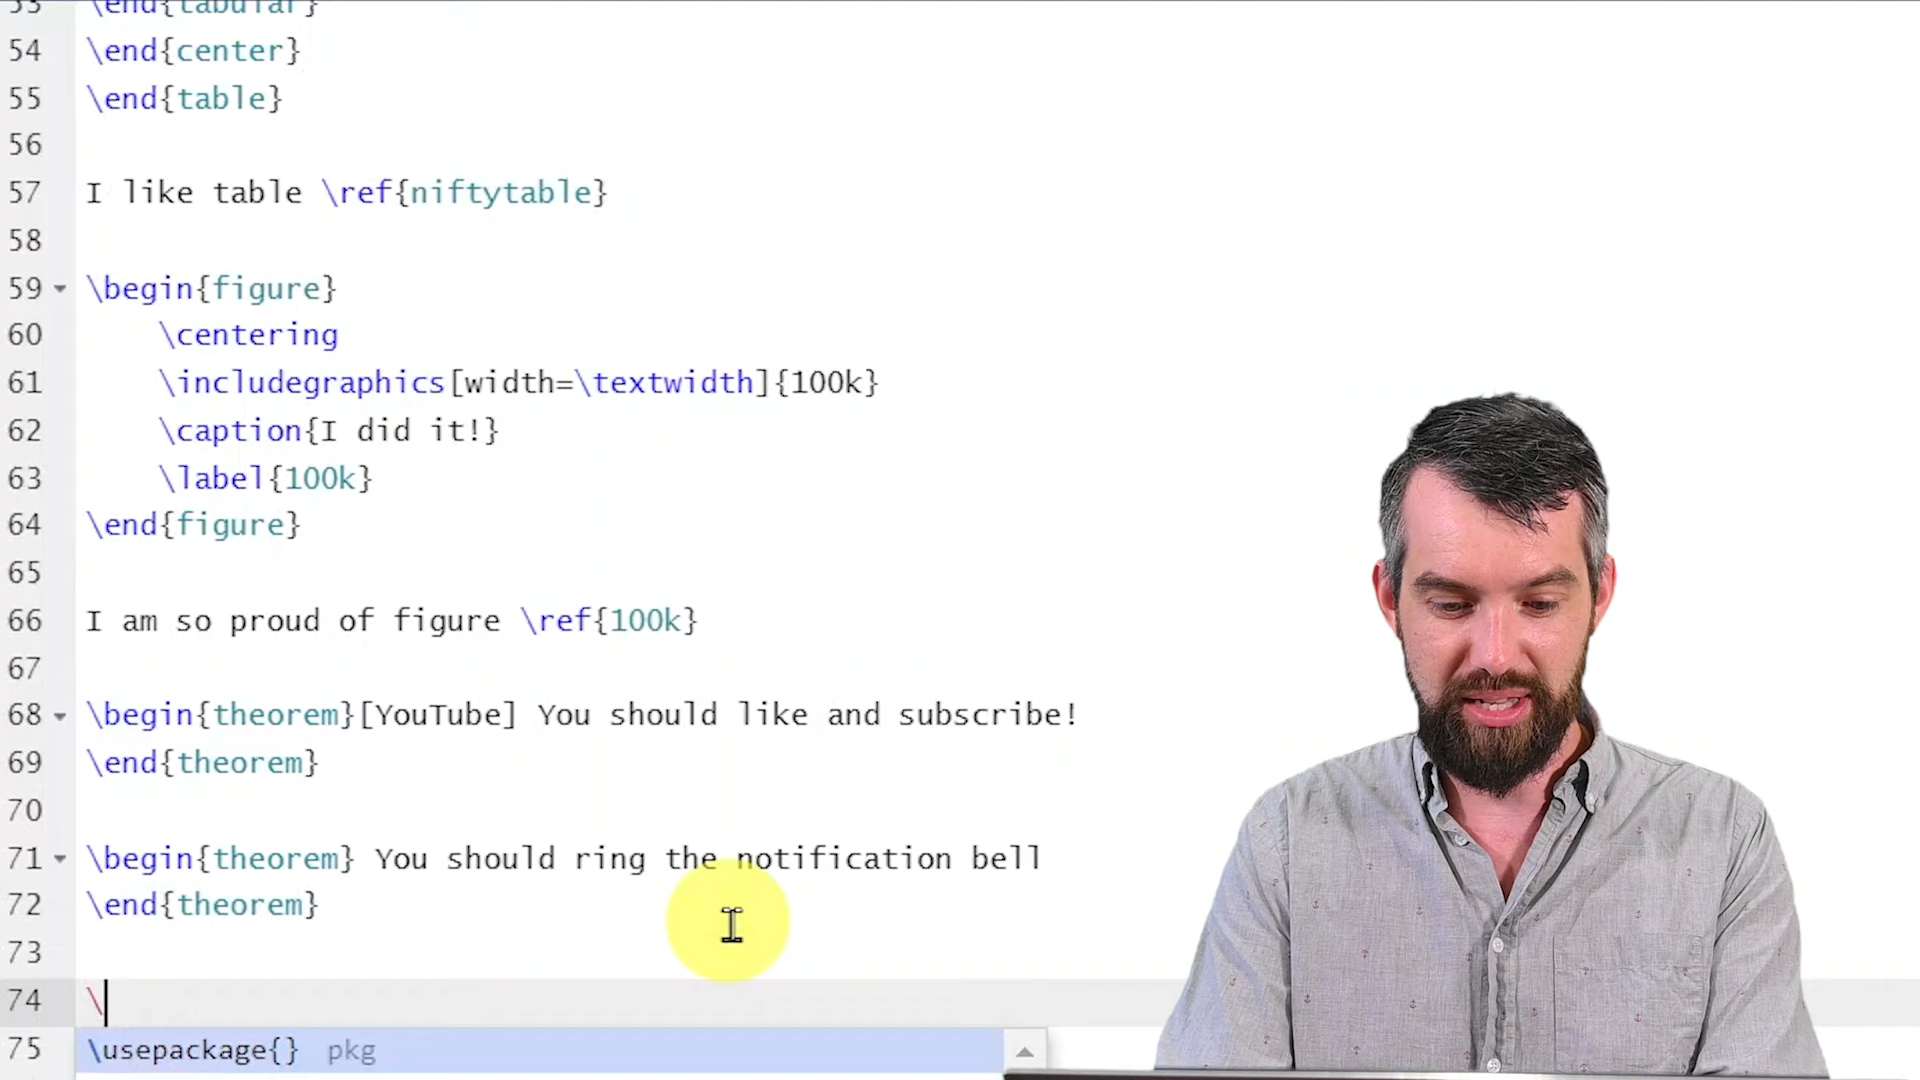 53 \end{tabular}
54 \end{center}
55 \end{table}
56
57 I like table \ref{niftytable}
58
59 \begin{figure}
60 \centering
61 \includegraphics[width=\textwidth]{100k}
62 \caption{I did it!}
63 \label{100k}
64 \end{figure}
65
66 I am so proud of figure \ref{100k}
67
68 \begin{theorem}[YouTube] You should like and subscribe!
69 \end{theorem}
70
71 \begin{theorem} You should ring the notification bell
72 \end{theorem}
73
74 \
75 \usepackage{} pkg